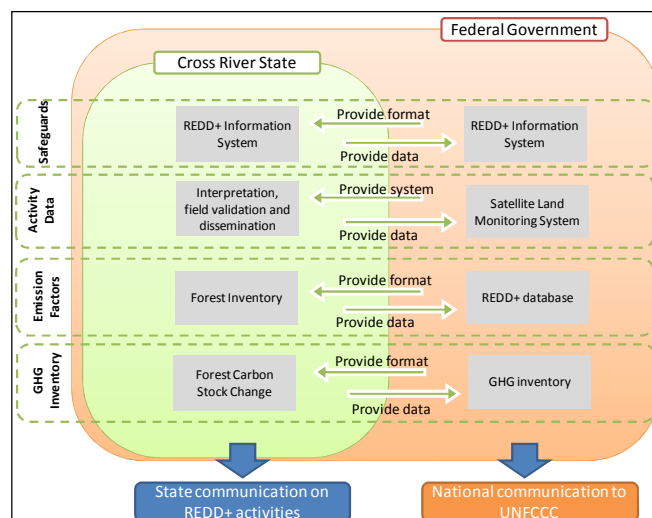 Federal Government
Cross River State
Safeguards
REDD+ Information
System
Provide format
Provide data
REDD+ Information
System
Activity
Data
Interpretation,
field validation and
dissemination
Provide system
Provide data
Satellite Land
Monitoring System
Emission
Factors
Forest Inventory
Provide format
Provide data
REDD+ database
GHG
Inventory
Forest Carbon
Stock Change
Provide format
Provide data
GHG inventory
State communication on
REDD+ activities
National communication to
UNFCCC